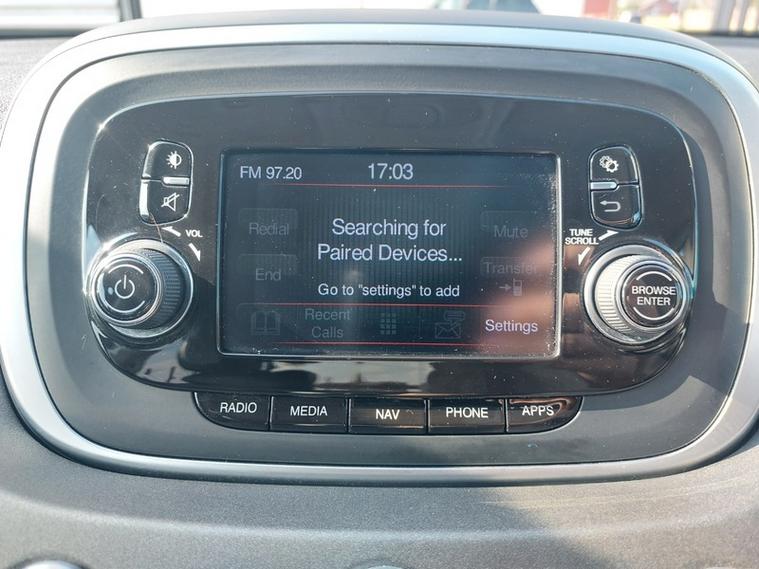 FM 97.20 17:03
Redial
Searching for
Paired Devices...
Mute
End
Transfer
Go to "settings" to add
Recent
Calls
Settings
VOL
TUNE
SCROLL
BROWSE
ENTER
RADIO
MEDIA
NAV
PHONE
APPS